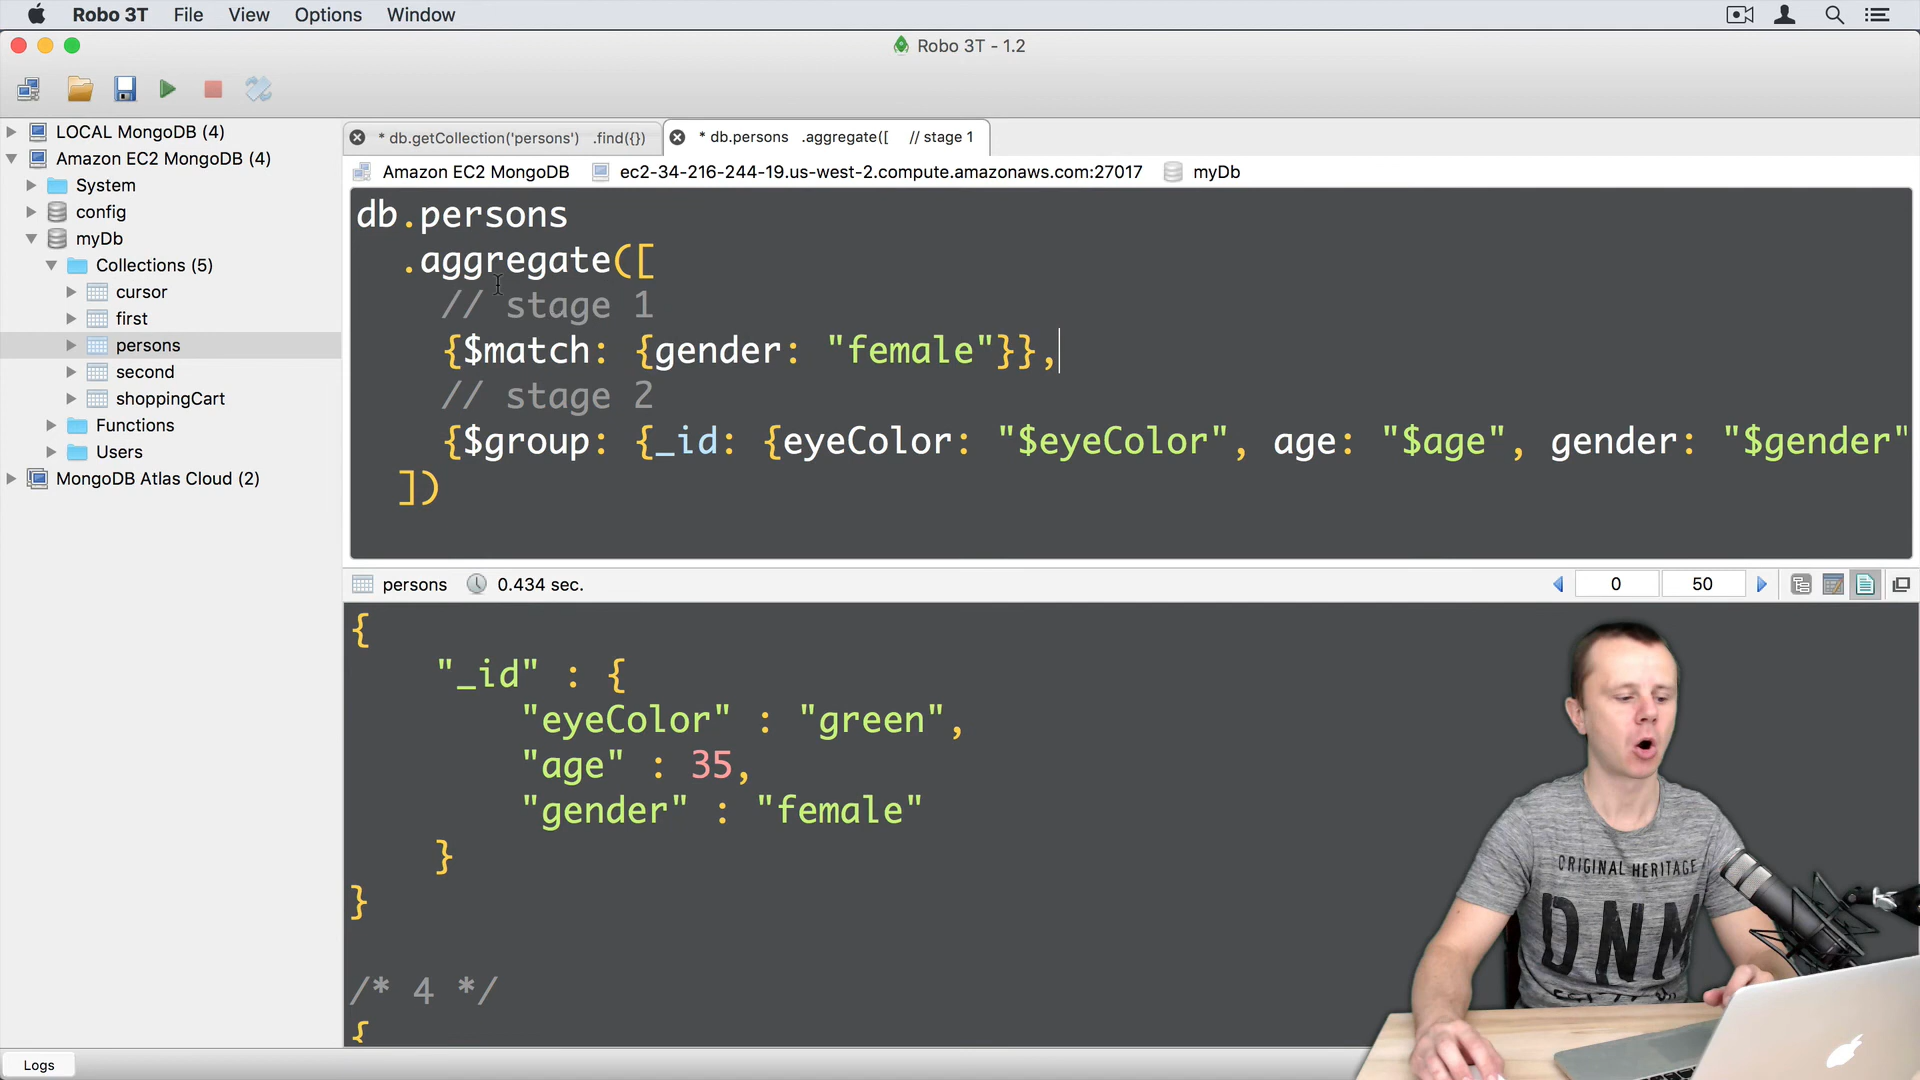 Robo 3T File View Options Window
Robo 3T - 1.2
LOCAL MongoDB (4)
Amazon EC2 MongoDB (4)
System
config
myDb
Collections (5)
cursor
first
persons
second
shoppingCart
Functions
Users
MongoDB Atlas Cloud (2)
* db.getCollection('persons') .find({})
* db.persons .aggregate([ // stage 1
Amazon EC2 MongoDB ec2-34-216-244-19.us-west-2.compute.amazonaws.com:27017 myDb
db.persons
.aggregate([
// stage 1
{$match: {gender: "female"}},
// stage 2
{$group: {_id: {eyeColor: "$eyeColor", age: "$age", gender: "$gender"
])
persons 0.434 sec. 0 50
{
"_id" : {
"eyeColor" : "green",
"age" : 35,
"gender" : "female"
}
}
/* 4 */
{
ORIGINAL HERITAGE
DNM
Logs